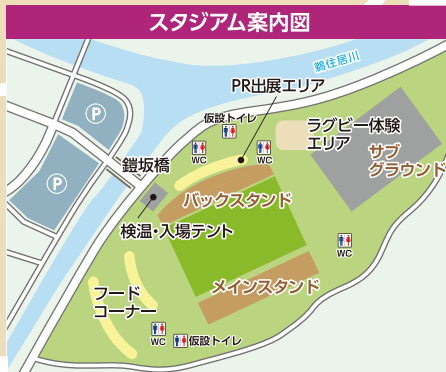 スタジアム案内図
鵜住居川
PR出展エリア
仮設トイレ
WC
WC
ラグビー体験
エリア
サブ
グラウンド
P
P
鎧坂橋
バックスタンド
検温・入場テント
WC
メインスタンド
フード
コーナー
WC
仮設トイレ